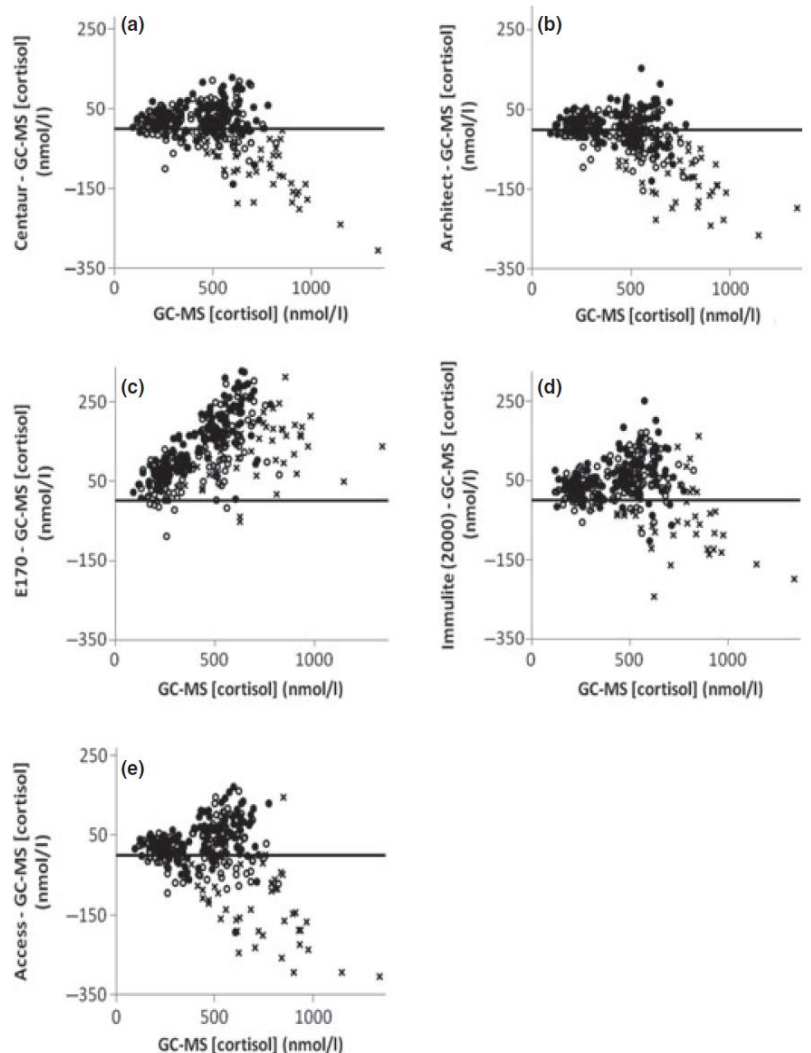 (a)
250
50
−150
−350
0
500
1000
Centaur - GC-MS [cortisol]
(nmol/l)
GC-MS [cortisol] (nmol/l)
(b)
250
50
−150
−350
0
500
1000
Architect - GC-MS [cortisol]
(nmol/l)
GC-MS [cortisol] (nmol/l)
(c)
250
50
−150
−350
0
500
1000
E170 - GC-MS [cortisol]
(nmol/l)
GC-MS [cortisol] (nmol/l)
(d)
250
50
−150
−350
0
500
1000
Immulite (2000) - GC-MS [cortisol]
(nmol/l)
GC-MS [cortisol] (nmol/l)
(e)
250
50
−150
−350
0
500
1000
Access - GC-MS [cortisol]
(nmol/l)
GC-MS [cortisol] (nmol/l)